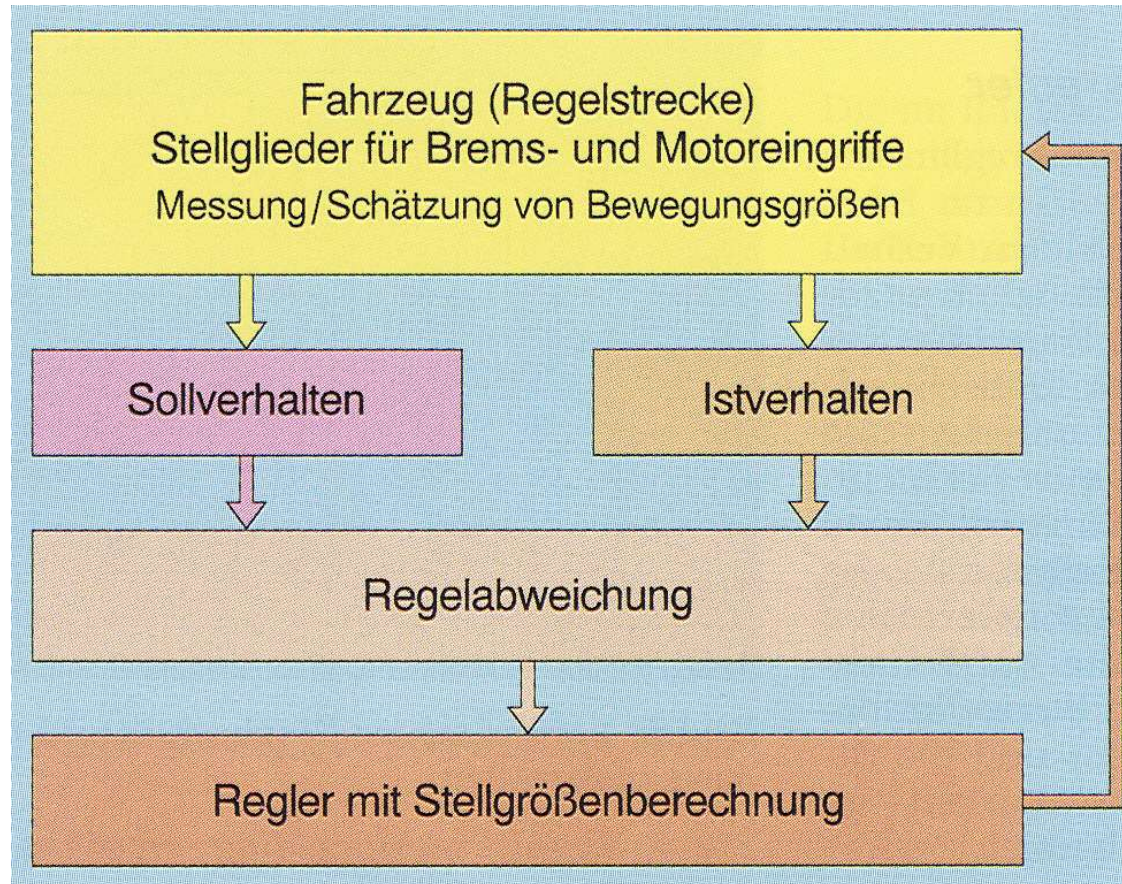 Fahrzeug (Regelstrecke)
Stellglieder für Brems- und Motoreingriffe
Messung/Schätzung von Bewegungsgrößen
Sollverhalten
Istverhalten
Regelabweichung
Regler mit Stellgrößenberechnung